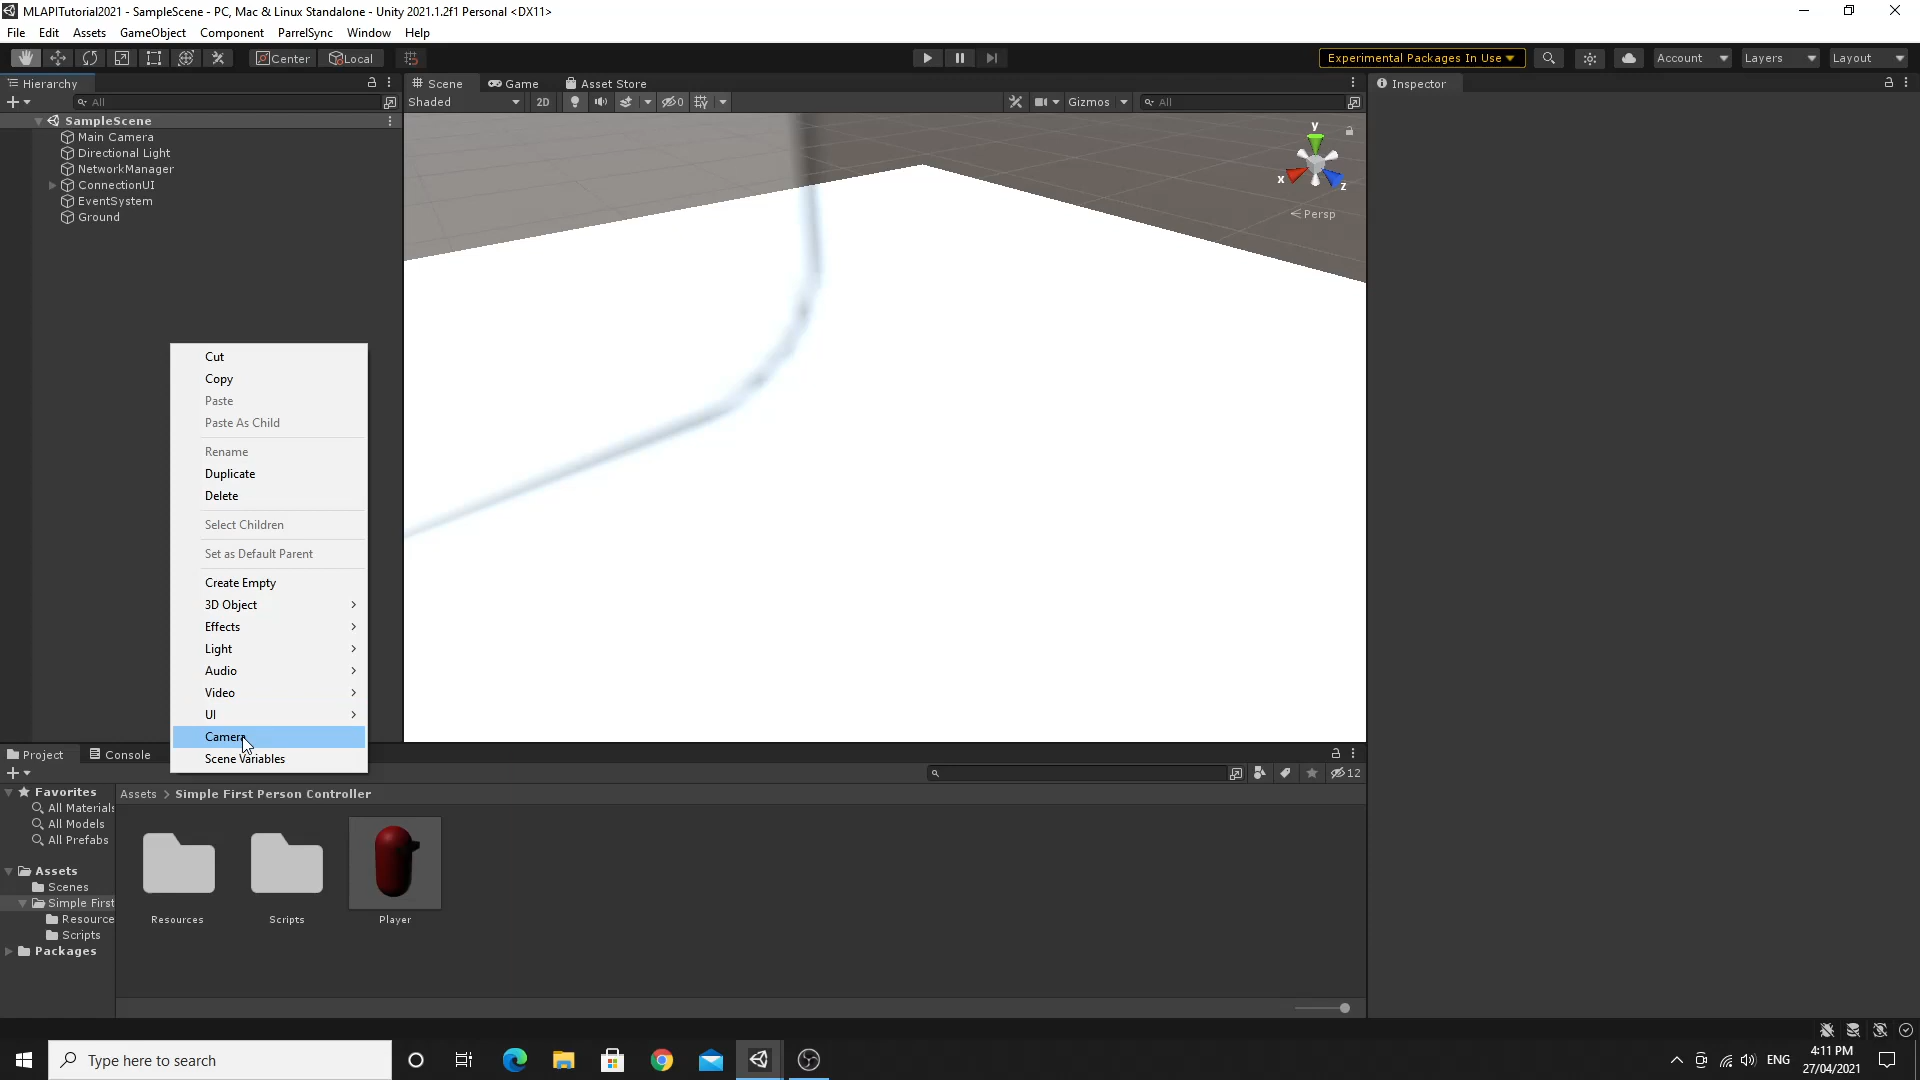 MLAPITutorial2021 - SampleScene - PC, Mac & Linux Standalone - Unity 2021.1.2f1 Personal <DX11>
File Edit Assets GameObject Component ParrelSync Window Help
Center Local Experimental Packages In Use Account Layers Layout
Hierarchy Scene Game Asset Store Inspector
All Shaded 2D 0 Gizmos All
SampleScene
Main Camera
Directional Light
NetworkManager
ConnectionUI
EventSystem
Ground
y
x
z
Persp
Cut
Copy
Paste
Paste As Child
Rename
Duplicate
Delete
Select Children
Set as Default Parent
Create Empty
3D Object
Effects
Light
Audio
Video
UI
Camera
Scene Variables
Project Console
12
Favorites
All Materials
All Models
All Prefabs
Assets
Scenes
Simple First
Resource
Scripts
Packages
Assets > Simple First Person Controller
Resources Scripts Player
Type here to search
ENG
4:11 PM
27/04/2021